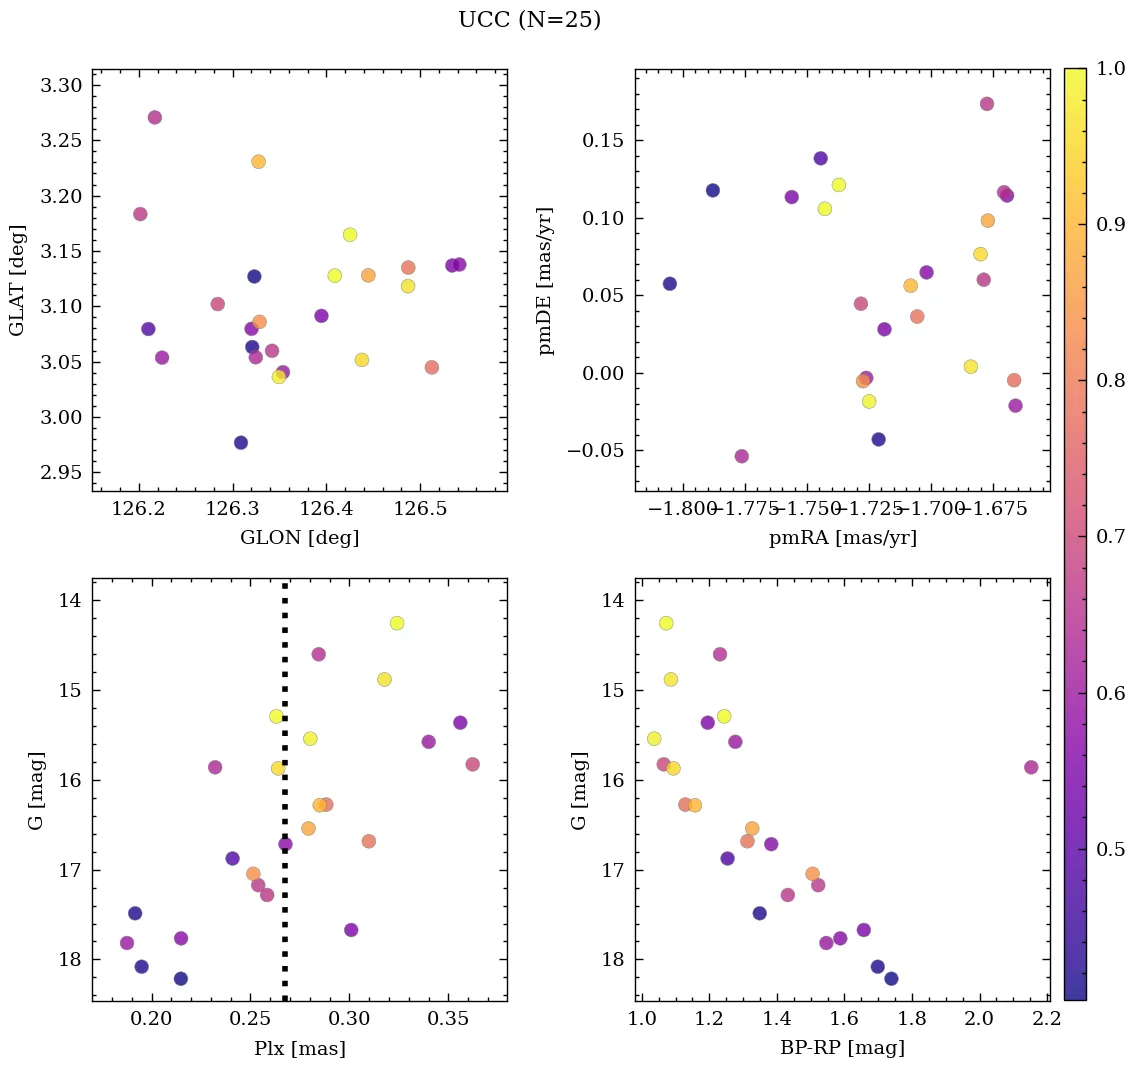 UCC (N=25)
3.30
3.25
3.20
3.15
3.10
3.05
3.00
2.95
GLAT [deg]
126.2 126.3 126.4 126.5
GLON [deg]
0.15
0.10
0.05
0.00
−0.05
pmDE [mas/yr]
−1.800 −1.775 −1.750 −1.725 −1.700 −1.675
pmRA [mas/yr]
14
15
16
17
18
G [mag]
0.20 0.25 0.30 0.35
Plx [mas]
14
15
16
17
18
G [mag]
1.0 1.2 1.4 1.6 1.8 2.0 2.2
BP-RP [mag]
1.0
0.9
0.8
0.7
0.6
0.5